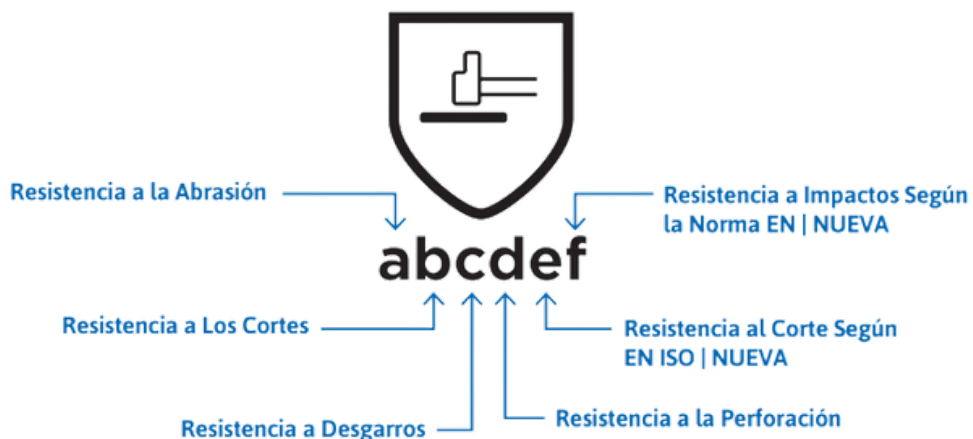 Resistencia a la Abrasión
Resistencia a Impactos Según
la Norma EN | NUEVA
abcdef
Resistencia a Los Cortes
Resistencia al Corte Según
EN ISO | NUEVA
Resistencia a Desgarros
Resistencia a la Perforación